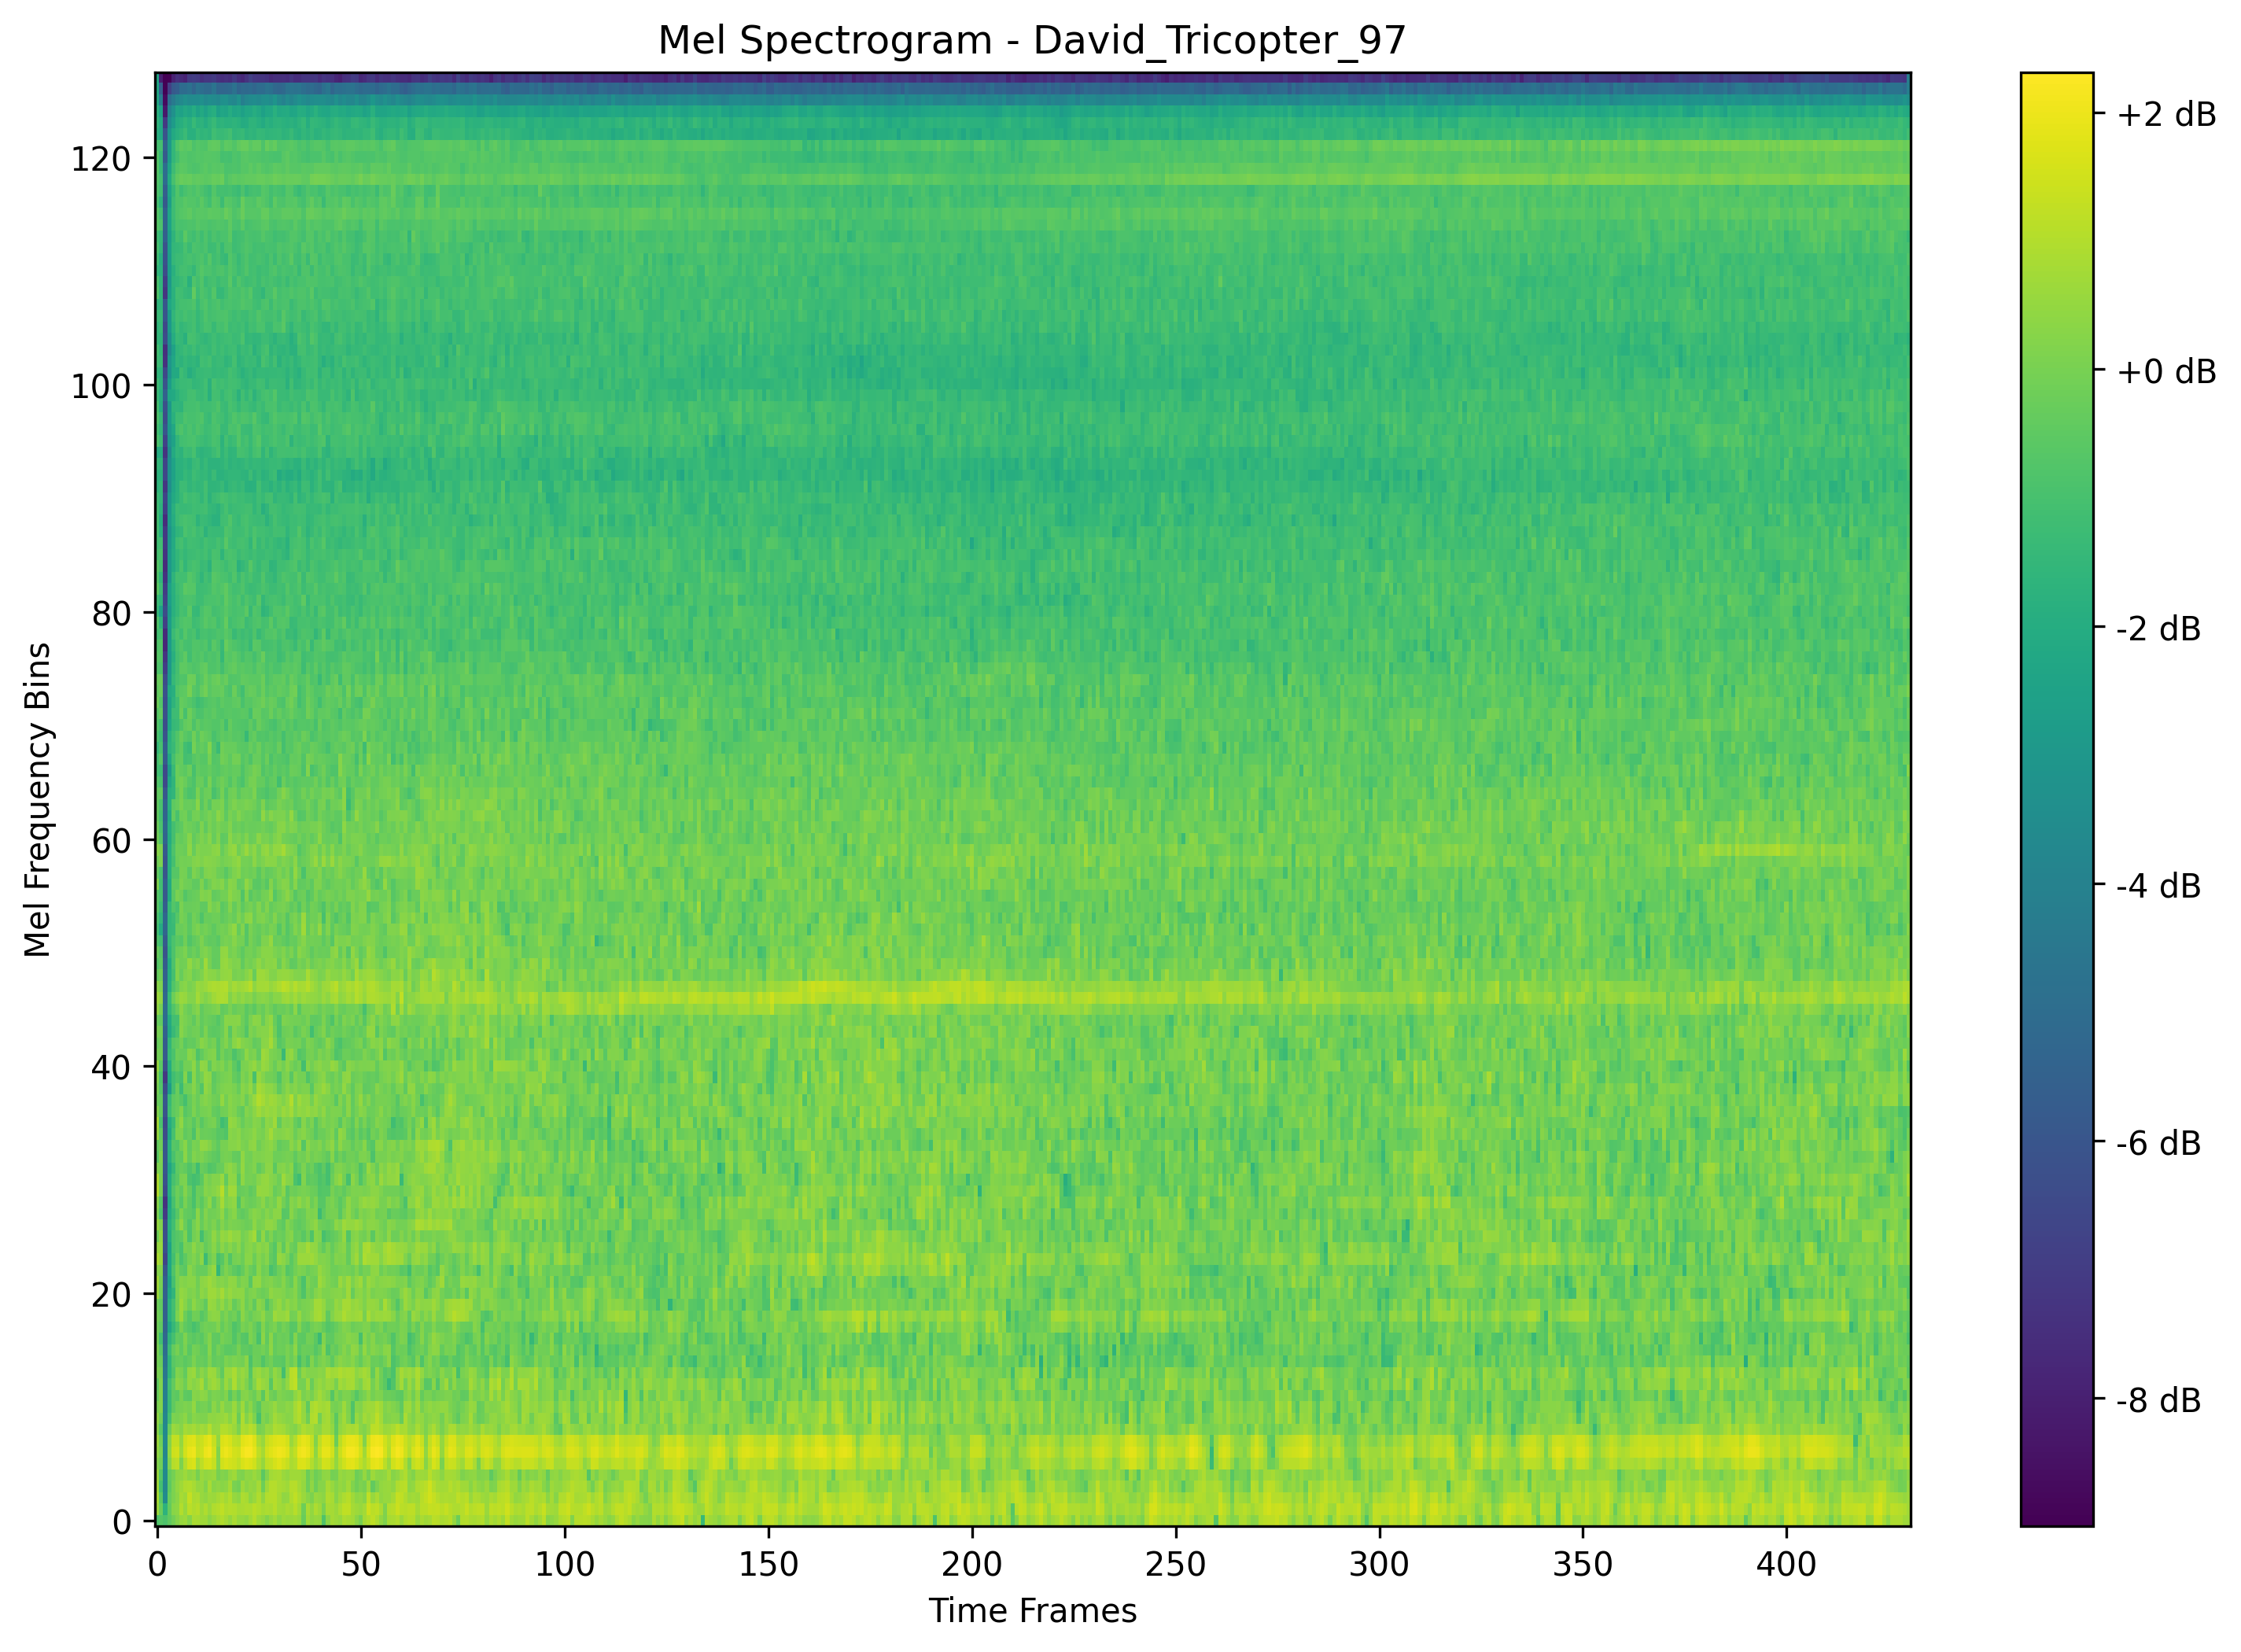 Mel Spectrogram - David_Tricopter_97
Mel Frequency Bins
120
100
80
60
40
20
0
0 50 100 150 200 250 300 350 400
Time Frames
+2 dB
+0 dB
-2 dB
-4 dB
-6 dB
-8 dB